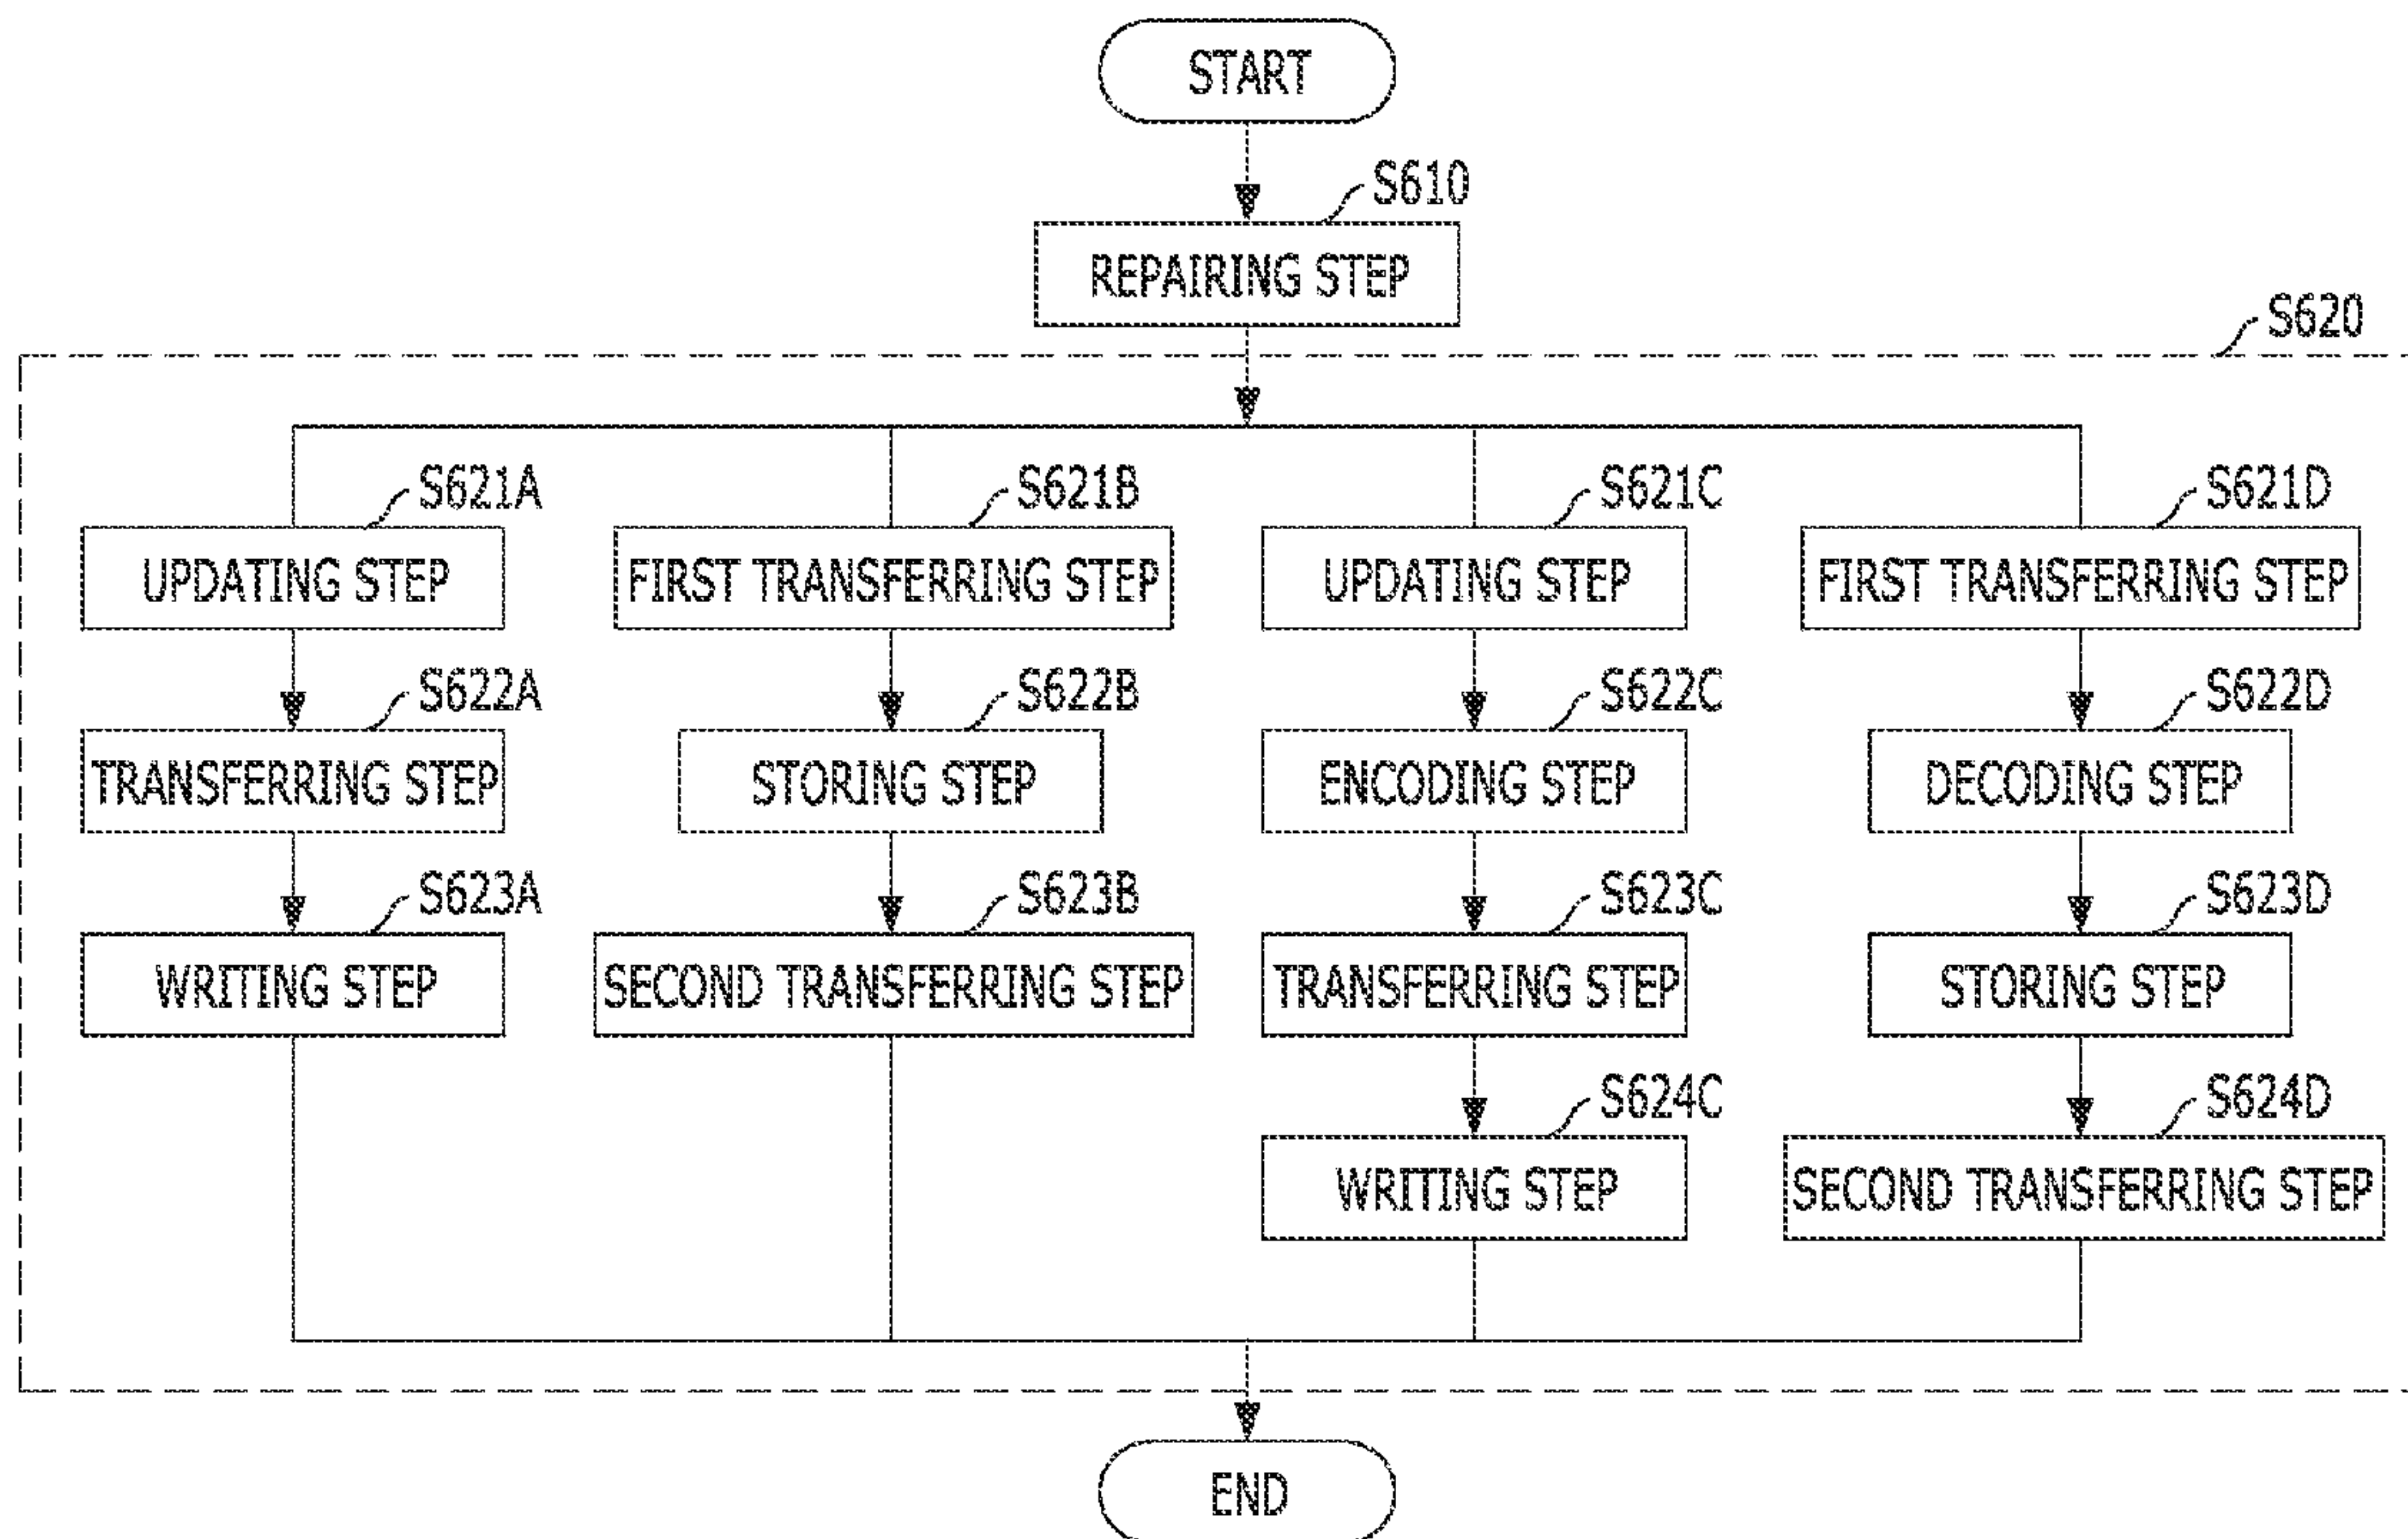 START
S610
REPAIRING STEP
S620
S621A
S621B
S621C
S621D
UPDATING STEP
FIRST TRANSFERRING STEP
UPDATING STEP
FIRST TRANSFERRING STEP
S622A
S622B
S622C
S622D
TRANSFERRING STEP
STORING STEP
ENCODING STEP
DECODING STEP
S623A
S623B
S623C
S623D
WRITING STEP
SECOND TRANSFERRING STEP
TRANSFERRING STEP
STORING STEP
S624C
S624D
WRITING STEP
SECOND TRANSFERRING STEP
END